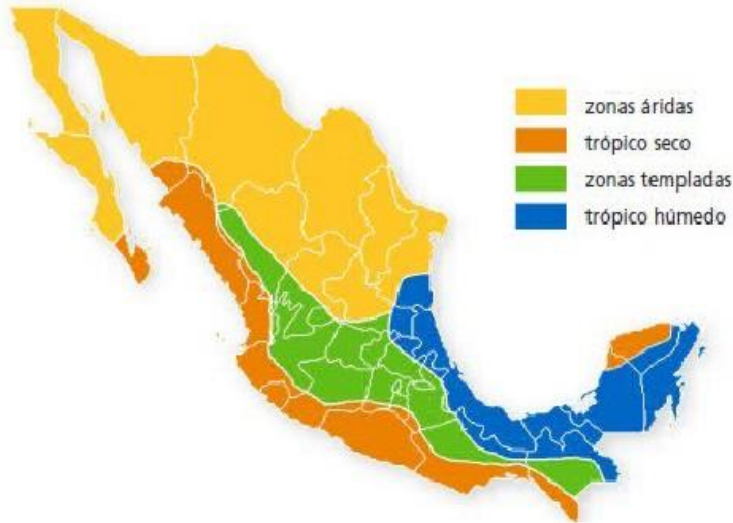 zonas áridas
trópico seco
zonas templadas
trópico húmedo